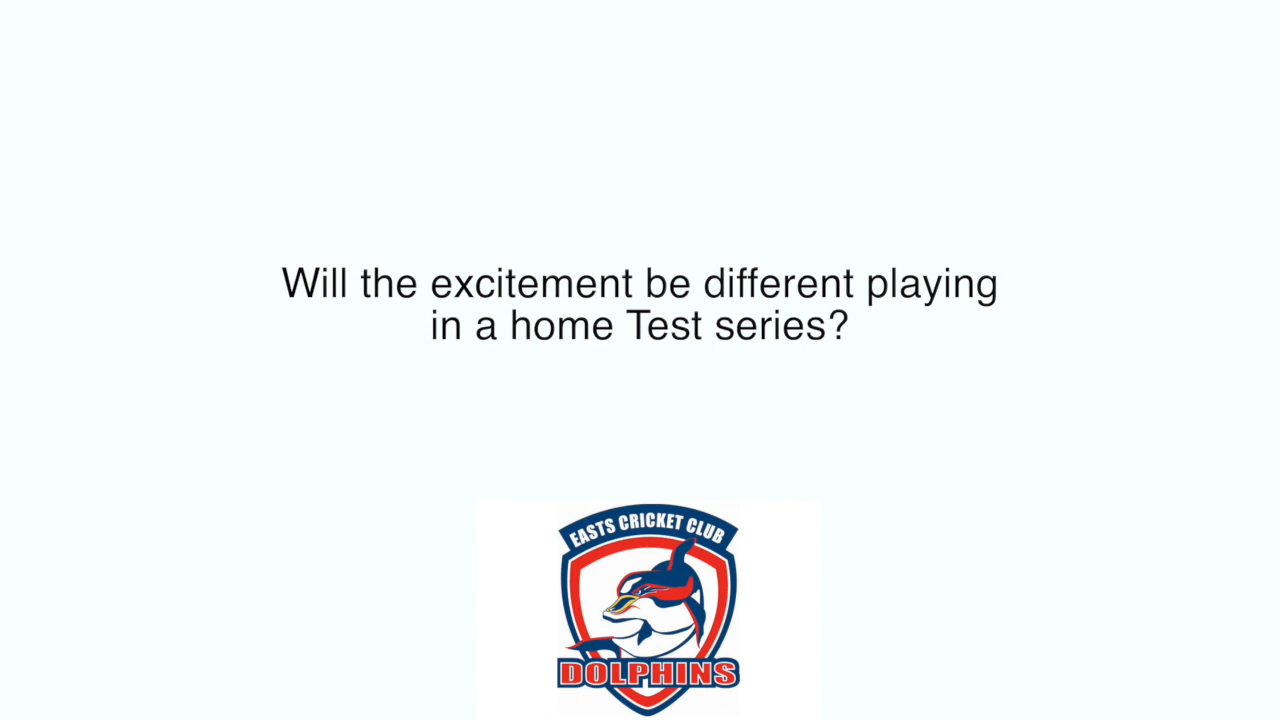 Will the excitement be different playing
in a home Test series?
EASTS CRICKET CLUB
DOLPHINS